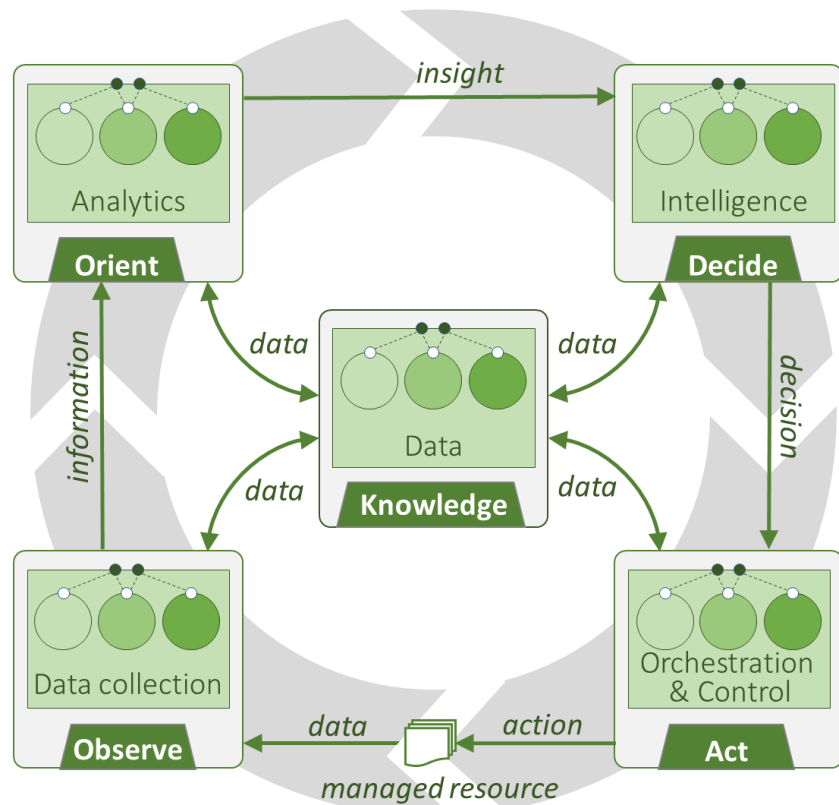 insight
Analytics
Orient
Intelligence
Decide
information
data
data
decision
Data
Knowledge
data
data
Data collection
Observe
Orchestration
& Control
Act
data
action
managed resource